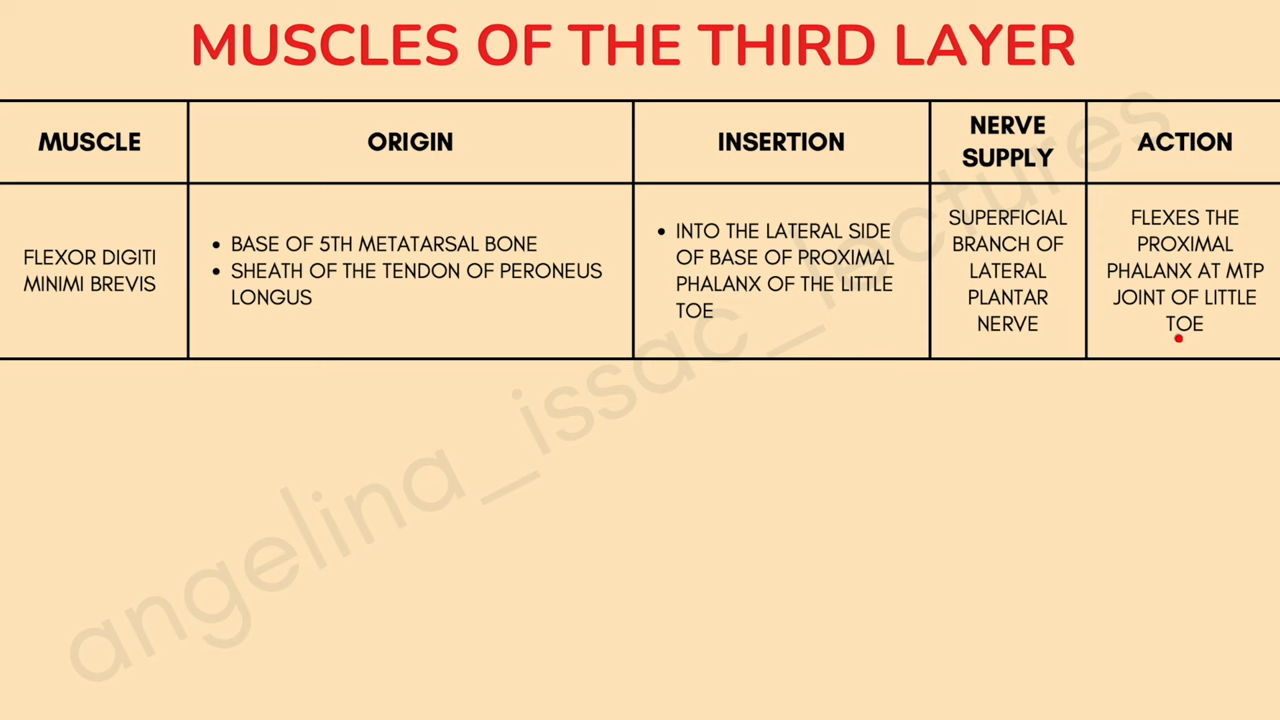 MUSCLES OF THE THIRD LAYER
MUSCLE
ORIGIN
INSERTION
NERVE
SUPPLY
ACTION
FLEXOR DIGITI
MINIMI BREVIS
• BASE OF 5TH METATARSAL BONE
• SHEATH OF THE TENDON OF PERONEUS
LONGUS
• INTO THE LATERAL SIDE
OF BASE OF PROXIMAL
PHALANX OF THE LITTLE
TOE
SUPERFICIAL
BRANCH OF
LATERAL
PLANTAR
NERVE
FLEXES THE
PROXIMAL
PHALANX AT MTP
JOINT OF LITTLE
TOE
angelina_issac_lectures